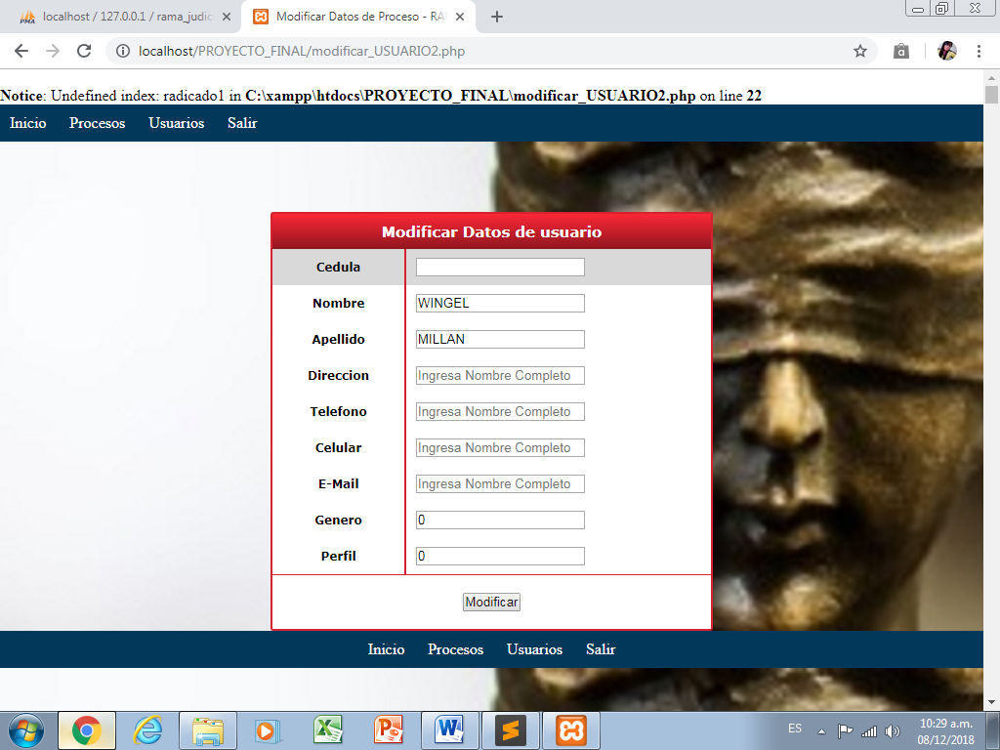 localhost / 127.0.0.1 / rama_judic
Modificar Datos de Proceso - RA
localhost/PROYECTO_FINAL/modificar_USUARIO2.php
Notice: Undefined index: radicado1 in C:\xampp\htdocs\PROYECTO_FINAL\modificar_USUARIO2.php on line 22
Inicio Procesos Usuarios Salir
Modificar Datos de usuario
Cedula
Nombre WINGEL
Apellido MILLAN
Direccion Ingresa Nombre Completo
Telefono Ingresa Nombre Completo
Celular Ingresa Nombre Completo
E-Mail Ingresa Nombre Completo
Genero 0
Perfil 0
Modificar
Inicio Procesos Usuarios Salir
ES
10:29 a.m.
08/12/2018